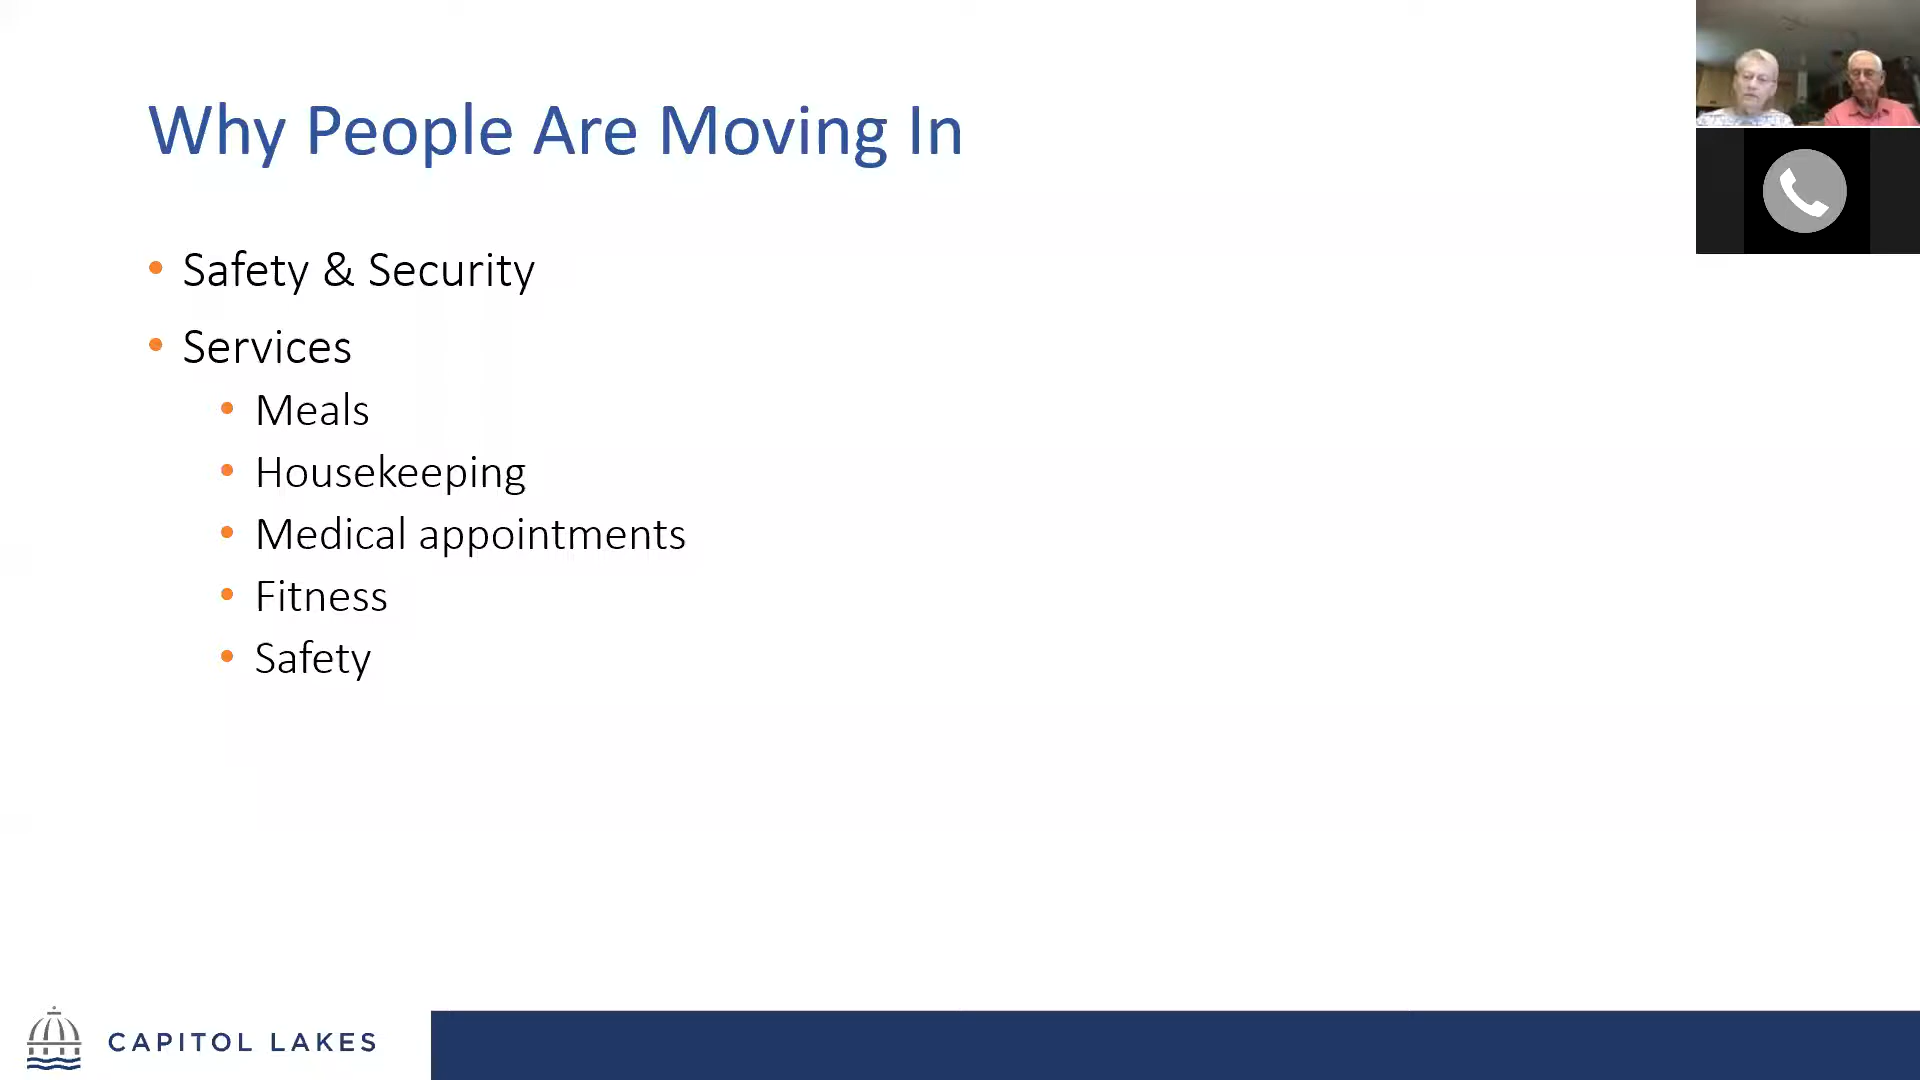 Why People Are Moving In
• Safety & Security
• Services
• Meals
• Housekeeping
• Medical appointments
• Fitness
• Safety
CAPITOL LAKES